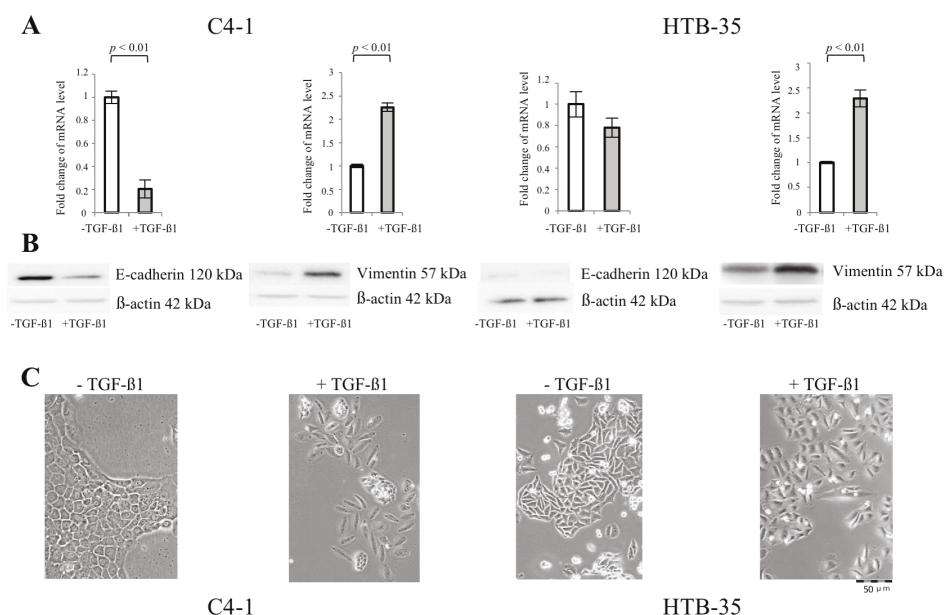 A
C4-1
HTB-35
p < 0.01
Fold change of mRNA level
1.2
1
0.8
0.6
0.4
0.2
0
-TGF-ß1 +TGF-ß1
p < 0.01
Fold change of mRNA level
3
2.5
2
1.5
1
0.5
0
-TGF-ß1 +TGF-ß1
Fold change of mRNA level
1.2
1
0.8
0.6
0.4
0.2
0
-TGF-ß1 +TGF-ß1
p < 0.01
Fold change of mRNA level
3
2.5
2
1.5
1
0.5
0
-TGF-ß1 +TGF-ß1
B
E-cadherin 120 kDa
ß-actin 42 kDa
-TGF-ß1 +TGF-ß1
Vimentin 57 kDa
ß-actin 42 kDa
-TGF-ß1 +TGF-ß1
E-cadherin 120 kDa
ß-actin 42 kDa
-TGF-ß1 +TGF-ß1
Vimentin 57 kDa
ß-actin 42 kDa
-TGF-ß1 +TGF-ß1
C
- TGF-ß1
+ TGF-ß1
- TGF-ß1
+ TGF-ß1
50 µm
C4-1
HTB-35